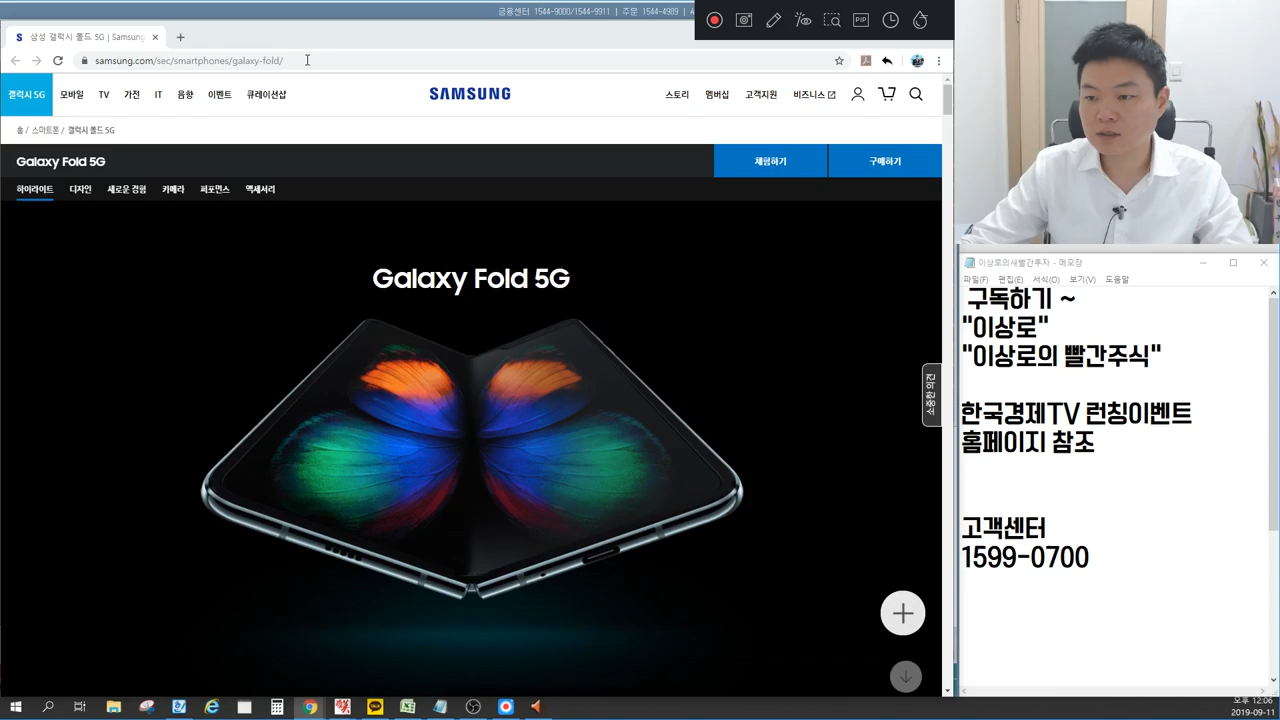 금융센터 1544-9000/1544-9911 | 주문 1544-4989 |
삼성 갤럭시 폴드 5G | Samsung
samsung.com/sec/smartphones/galaxy-fold/
PIP
갤럭시 5G 모바일 TV 가전 IT 음향 이벤트 큐레이션샵 SAMSUNG 스토리 멤버십 고객지원 비즈니스
홈 / 스마트폰 / 갤럭시 폴드 5G
Galaxy Fold 5G 체험하기 구매하기
하이라이트 디자인 새로운 경험 카메라 퍼포먼스 액세서리
Galaxy Fold 5G
소중한 의견
이상로의새빨간투자 - 메모장
파일(F) 편집(E) 서식(O) 보기(V) 도움말
구독하기 ~
"이상로"
"이상로의 빨간주식"
한국경제TV 런칭이벤트
홈페이지 참조
고객센터
1599-0700
오후 12:06
2019-09-11